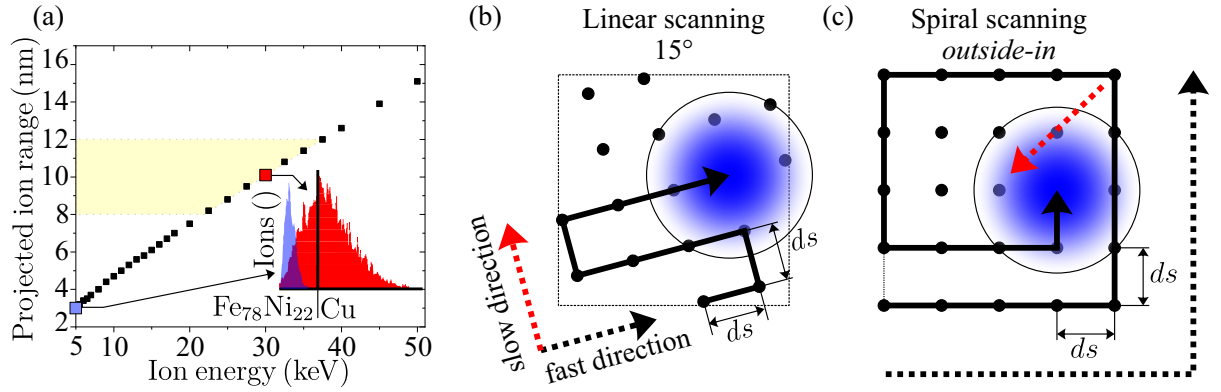 (a)
Projected ion range (nm)
16
14
12
10
8
6
4
2
5
10
20
30
40
50
Ion energy (keV)
Ions ()
Fe78Ni22 Cu
(b)
Linear scanning
15°
ds
ds
slow direction
fast direction
(c)
Spiral scanning
outside-in
ds
ds